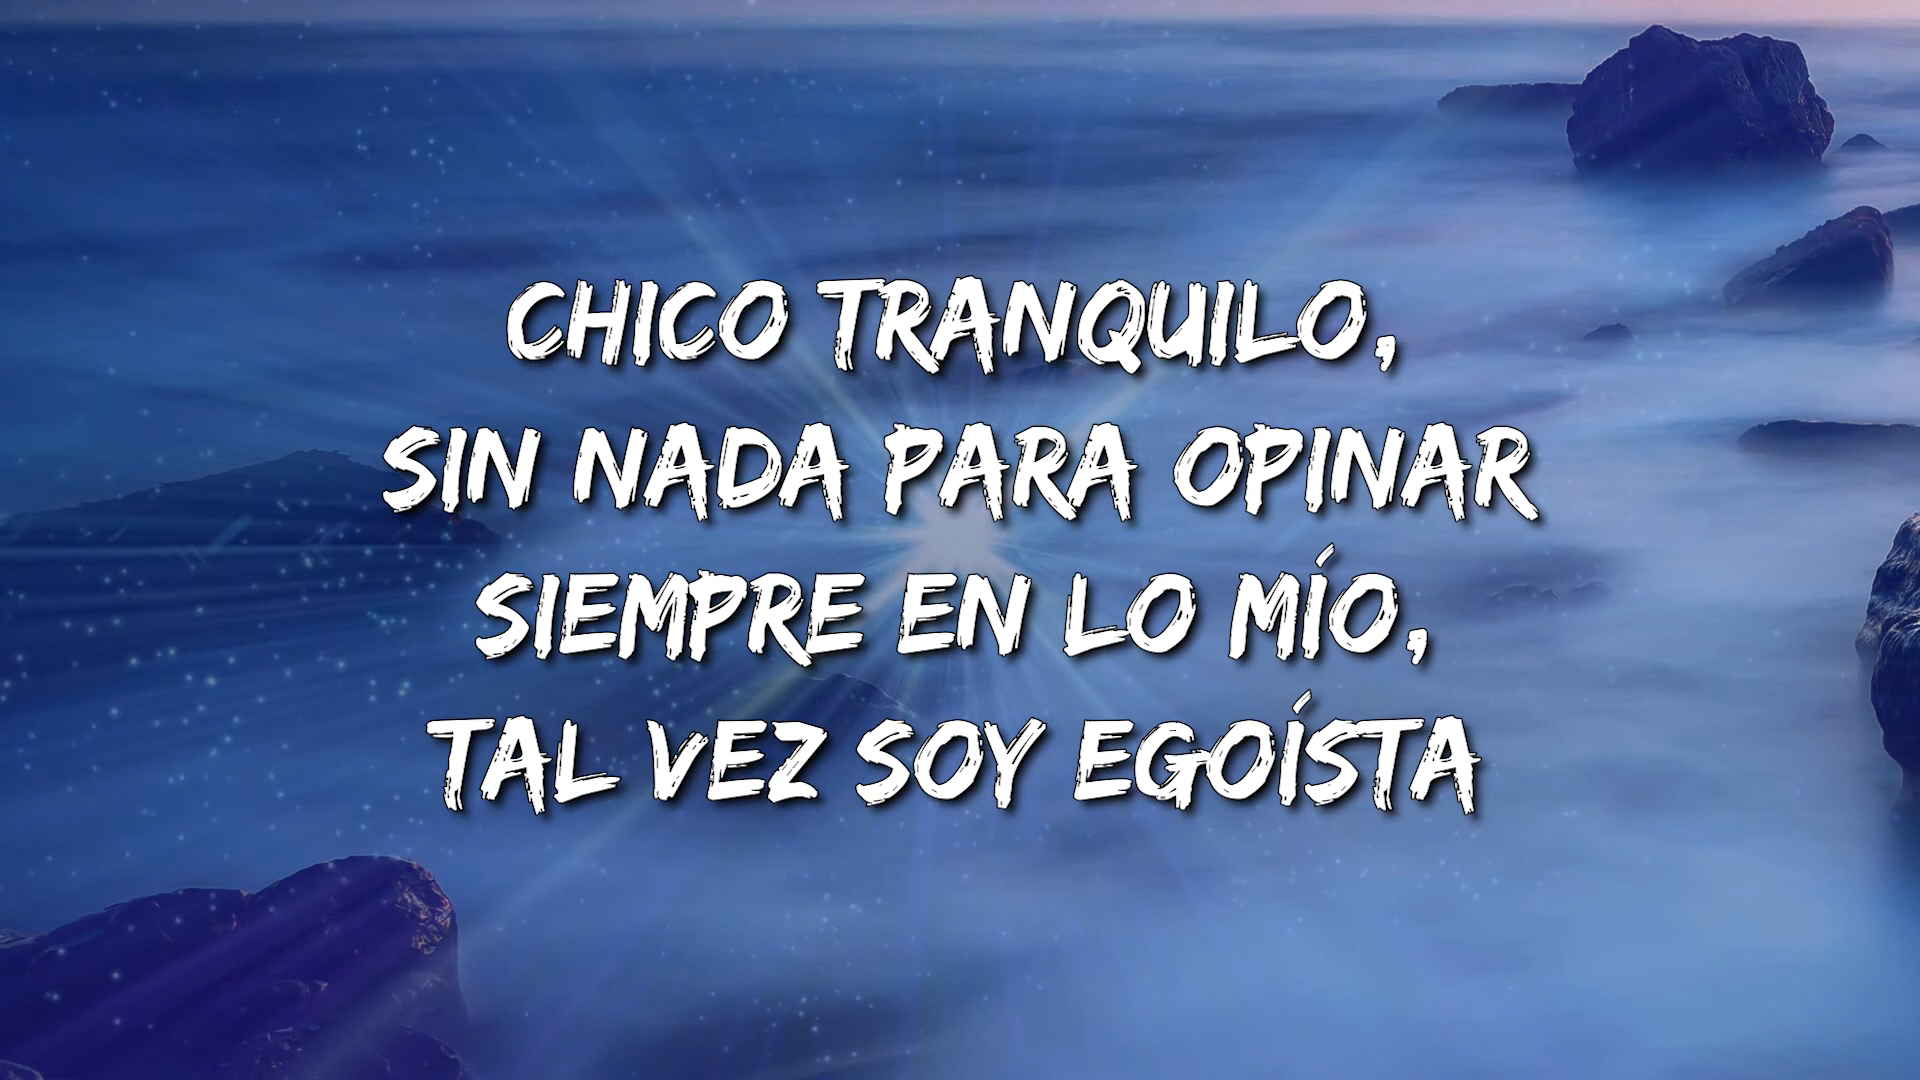 CHICO TRANQUILO,
SIN NADA PARA OPINAR
SIEMPRE EN LO MÍO,
TAL VEZ SOY EGOÍSTA